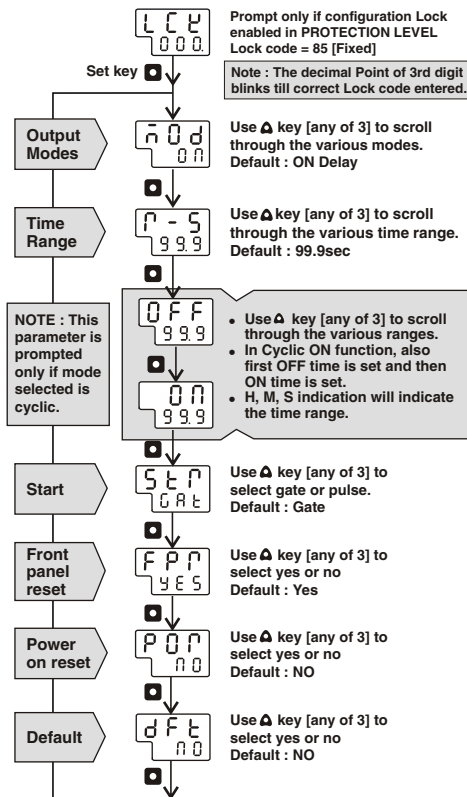 LCK
000.
Prompt only if configuration Lock
enabled in PROTECTION LEVEL
Lock code = 85 [Fixed]
Set key
Note : The decimal Point of 3rd digit
blinks till correct Lock code entered.
Output
Modes
n0d
0n
Use key [any of 3] to scroll
through the various modes.
Default : ON Delay
Time
Range
r-S
99.9
Use key [any of 3] to scroll
through the various time range.
Default : 99.9sec
NOTE : This
parameter is
prompted
only if mode
selected is
cyclic.
OFF
99.9
0n
99.9
• Use key [any of 3] to scroll
through the various ranges.
• In Cyclic ON function, also
first OFF time is set and then
ON time is set.
• H, M, S indication will indicate
the time range.
Start
Str
GAt
Use key [any of 3] to
select gate or pulse.
Default : Gate
Front
panel
reset
FPr
YES
Use key [any of 3] to
select yes or no
Default : Yes
Power
on reset
P0r
n0
Use key [any of 3] to
select yes or no
Default : NO
Default
dFt
n0
Use key [any of 3] to
select yes or no
Default : NO